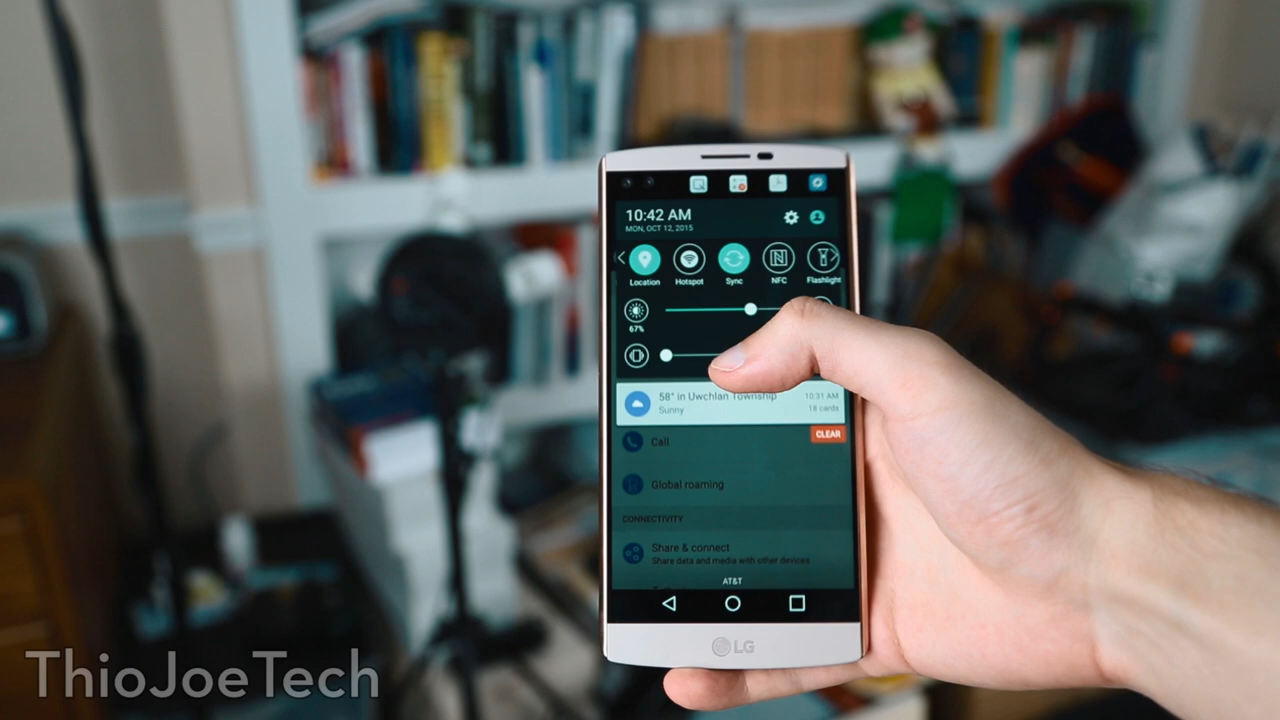 10:42 AM
MON, OCT 12, 2015
Location
Hotspot
Sync
NFC
Flashlight
67%
58° in Uwchlan Township
10:31 AM
Sunny
18 cards
CLEAR
Call
Global roaming
CONNECTIVITY
Share & connect
Share data and media with other devices
AT&T
LG
ThioJoeTech